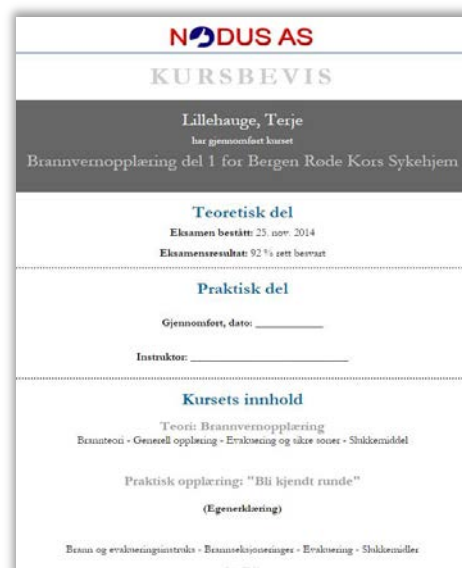 NODUS AS
KURSBEVIS
Lillehauge, Terje
har gjennomført kurset
Brannvernopplæring del 1 for Bergen Røde Kors Sykehjem
Teoretisk del
Eksamen bestått: 25. nov. 2014
Eksamensresultat: 92 % rett besvart
Praktisk del
Gjennomført, dato: ____________
Instruktør: ____________________________
Kursets innhold
Teori: Brannvernopplæring
Brannteori - Generell opplæring - Evakuering og sikre soner - Slukkemiddel
Praktisk opplæring: "Bli kjendt runde"
(Egenerklæring)
Brann og evakueringsinstruks - Brannseksjoneringer - Evakuering - Slukkemidler